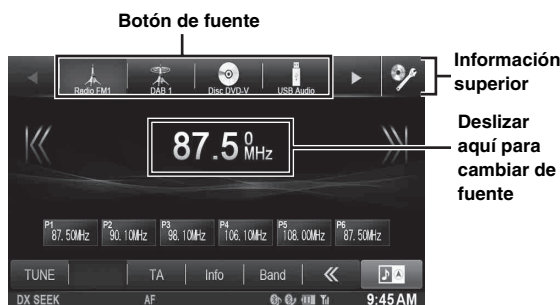 Botón de fuente
Radio FM1 DAB 1 Disc DVD-V USB Audio
Información superior
87.5 0 MHz
Deslizar aquí para cambiar de fuente
P1 87. 50MHz P2 90. 10MHz P3 98. 10MHz P4 106. 10MHz P5 108. 00MHz P6 87. 50MHz
TUNE TA Info Band
DX SEEK AF 9:45 AM